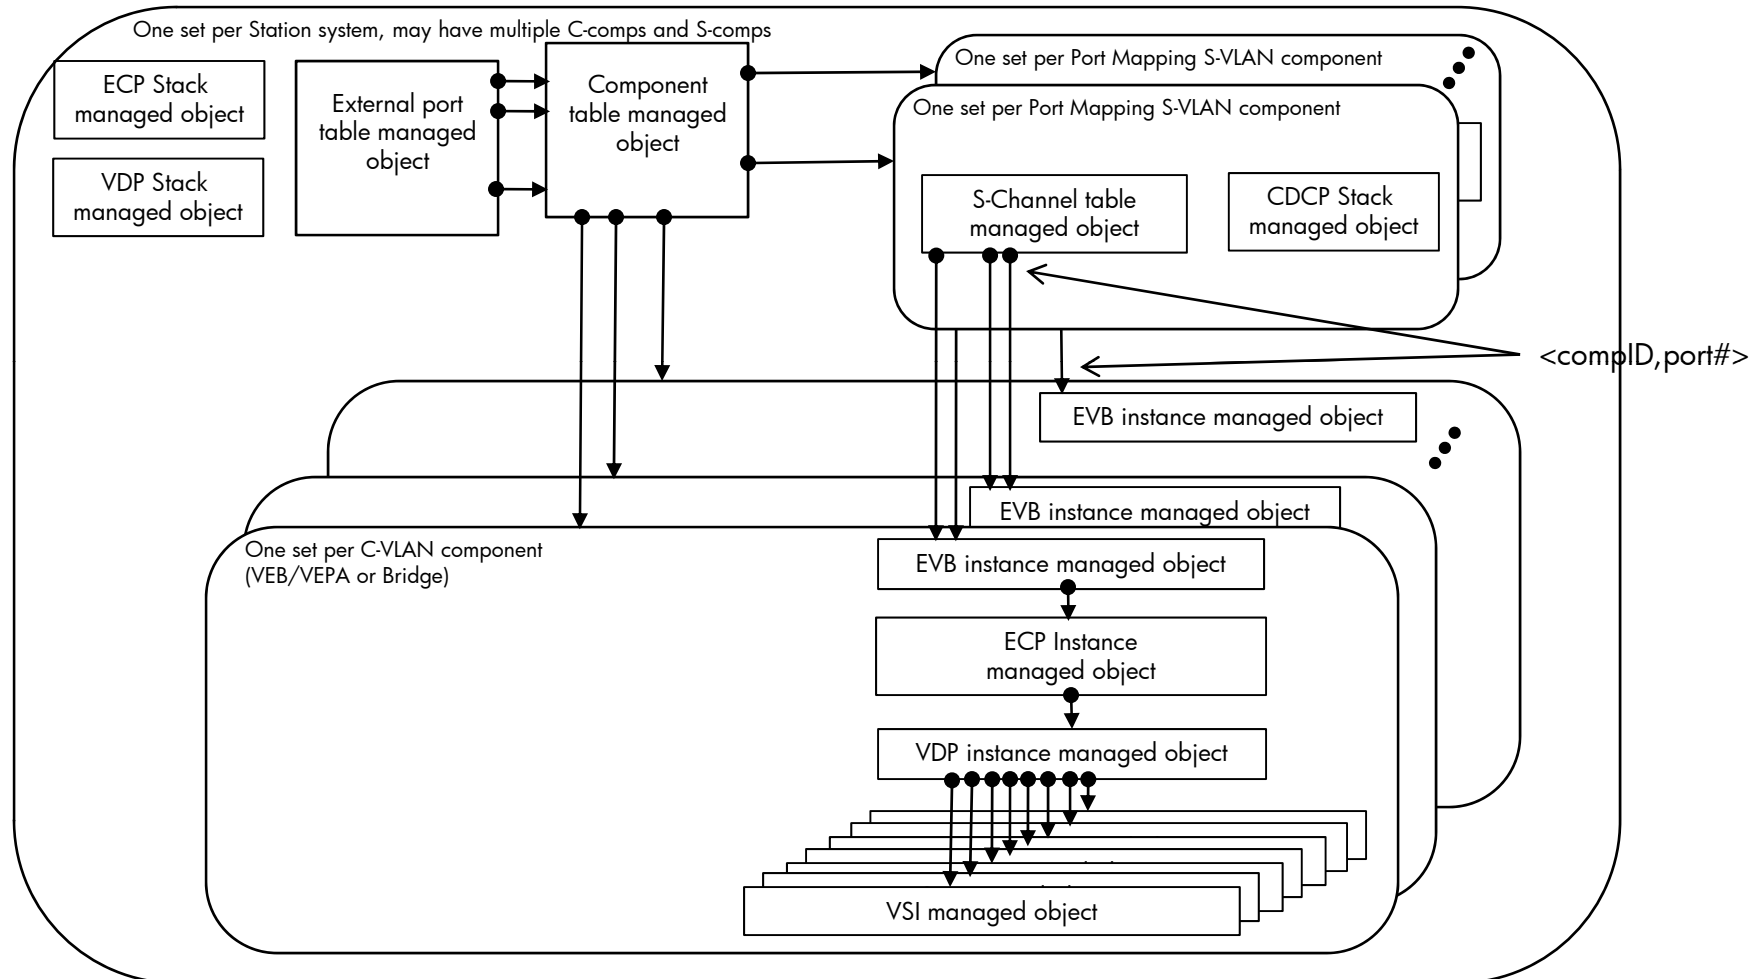 One set per Station system, may have multiple C-comps and S-comps
ECP Stack
managed object
VDP Stack
managed object
External port
table managed
object
Component
table managed
object
One set per Port Mapping S-VLAN component
One set per Port Mapping S-VLAN component
S-Channel table
managed object
CDCP Stack
managed object
<compID,port#>
EVB instance managed object
EVB instance managed object
One set per C-VLAN component
(VEB/VEPA or Bridge)
EVB instance managed object
ECP Instance
managed object
VDP instance managed object
VSI managed object